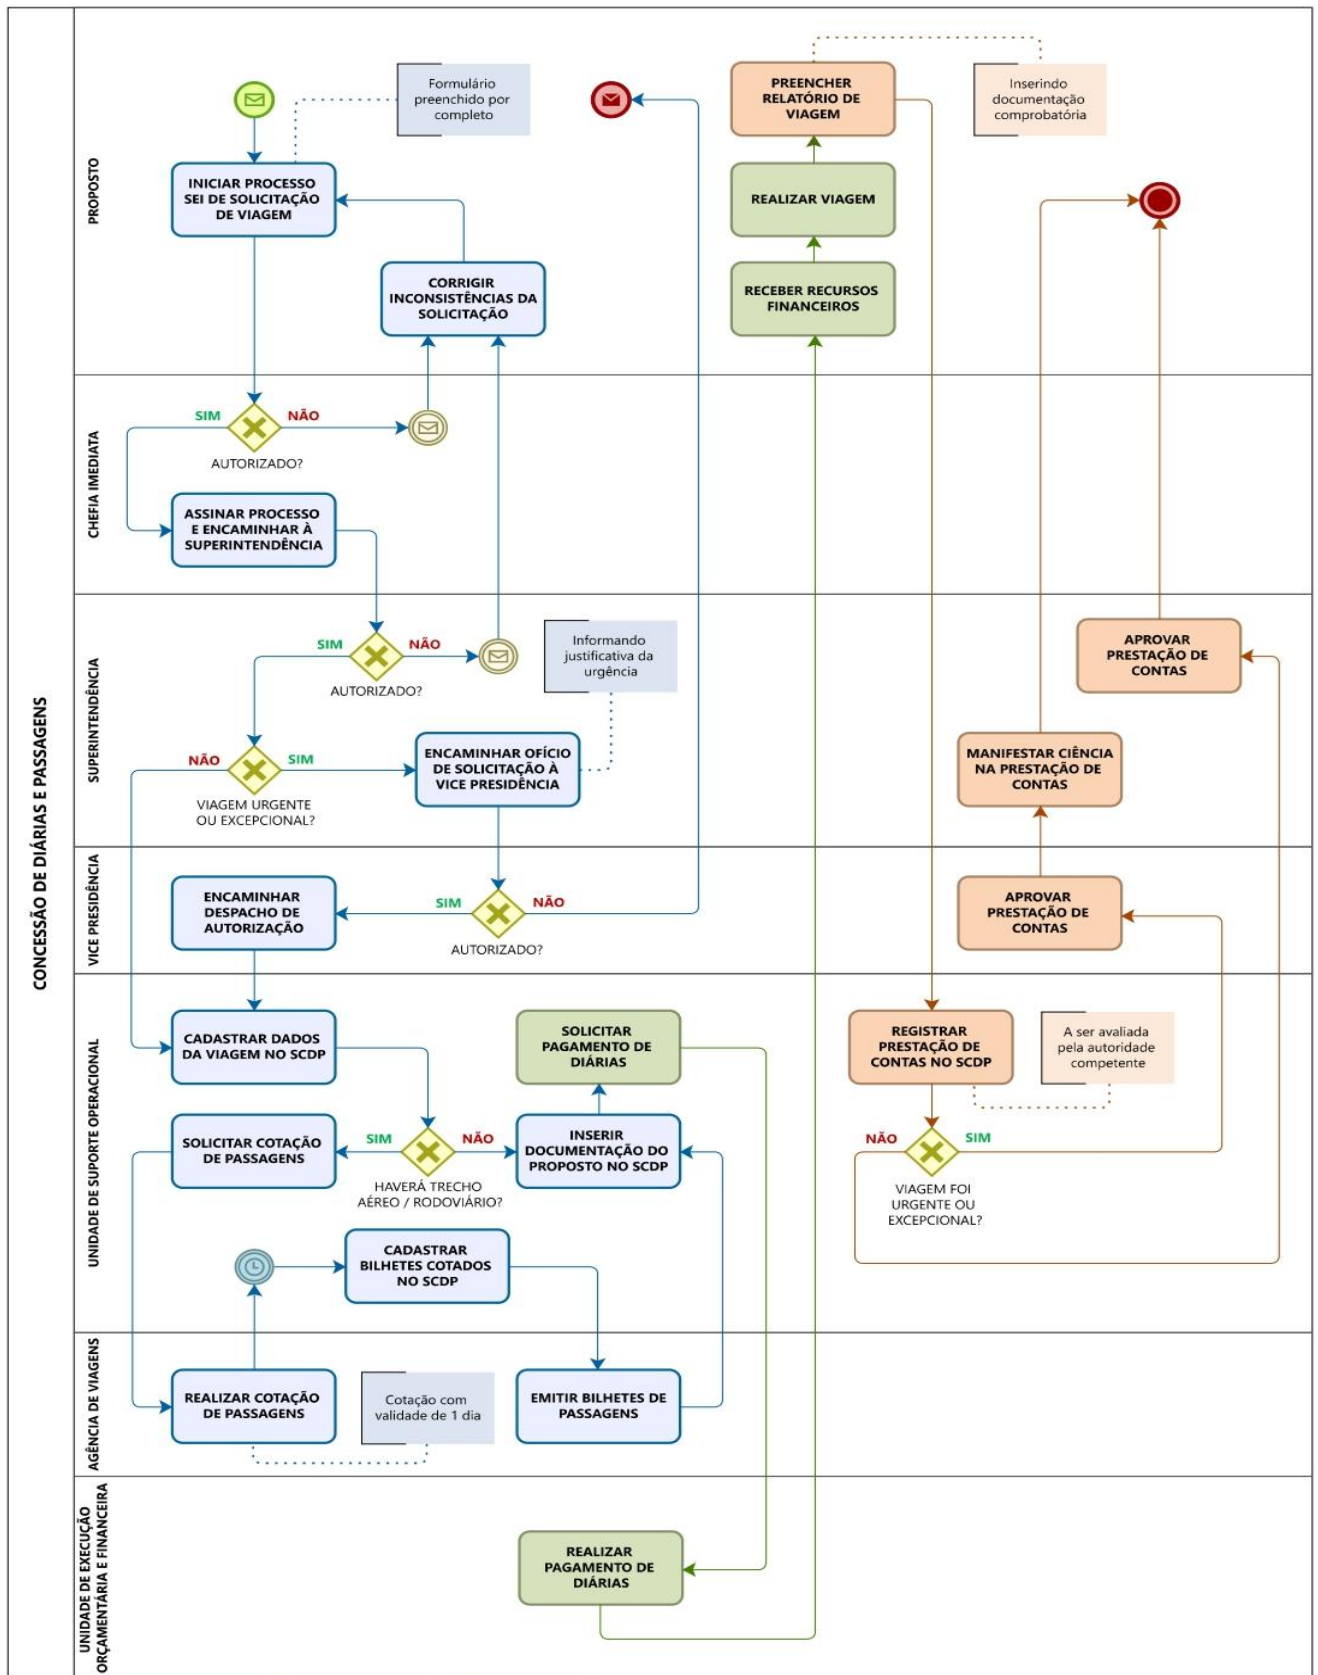 CONCESSÃO DE DIÁRIAS E PASSAGENS
PROPOSTO
Formulário
preenchido por
completo
PREENCHER
RELATÓRIO DE
VIAGEM
Inserindo
documentação
comprobatória
INICIAR PROCESSO
SEI DE SOLICITAÇÃO
DE VIAGEM
REALIZAR VIAGEM
CORRIGIR
INCONSISTÊNCIAS DA
SOLICITAÇÃO
RECEBER RECURSOS
FINANCEIROS
CHEFIA IMEDIATA
SIM
NÃO
AUTORIZADO?
ASSINAR PROCESSO
E ENCAMINHAR À
SUPERINTENDÊNCIA
SUPERINTENDÊNCIA
SIM
NÃO
AUTORIZADO?
Informando
justificativa da
urgência
APROVAR
PRESTAÇÃO DE
CONTAS
NÃO
SIM
VIAGEM URGENTE
OU EXCEPCIONAL?
ENCAMINHAR OFÍCIO
DE SOLICITAÇÃO À
VICE PRESIDÊNCIA
MANIFESTAR CIÊNCIA
NA PRESTAÇÃO DE
CONTAS
VICE PRESIDÊNCIA
ENCAMINHAR
DESPACHO DE
AUTORIZAÇÃO
SIM
NÃO
AUTORIZADO?
APROVAR
PRESTAÇÃO DE
CONTAS
UNIDADE DE SUPORTE OPERACIONAL
CADASTRAR DADOS
DA VIAGEM NO SCDP
SOLICITAR
PAGAMENTO DE
DIÁRIAS
REGISTRAR
PRESTAÇÃO DE
CONTAS NO SCDP
A ser avaliada
pela autoridade
competente
SOLICITAR COTAÇÃO
DE PASSAGENS
SIM
NÃO
HAVERÁ TRECHO
AÉREO / RODOVIÁRIO?
INSERIR
DOCUMENTAÇÃO DO
PROPOSTO NO SCDP
NÃO
SIM
VIAGEM FOI
URGENTE OU
EXCEPCIONAL?
CADASTRAR
BILHETES COTADOS
NO SCDP
AGÊNCIA DE VIAGENS
REALIZAR COTAÇÃO
DE PASSAGENS
Cotação com
validade de 1 dia
EMITIR BILHETES DE
PASSAGENS
UNIDADE DE EXECUÇÃO
ORÇAMENTÁRIA E FINANCEIRA
REALIZAR
PAGAMENTO DE
DIÁRIAS